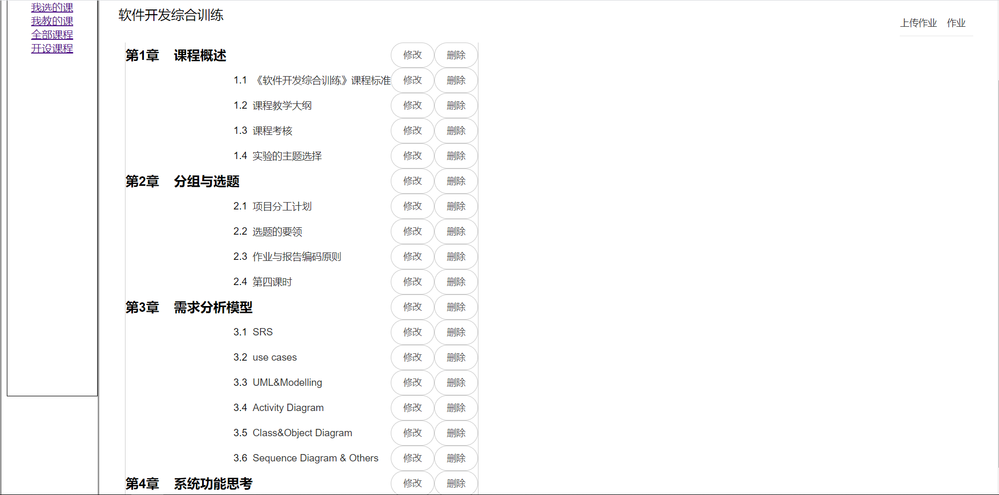 我选的课
我教的课
全部课程
开设课程
软件开发综合训练
上传作业 作业
第1章 课程概述 修改 删除
1.1 《软件开发综合训练》课程标准 修改 删除
1.2 课程教学大纲 修改 删除
1.3 课程考核 修改 删除
1.4 实验的主题选择 修改 删除
第2章 分组与选题 修改 删除
2.1 项目分工计划 修改 删除
2.2 选题的要领 修改 删除
2.3 作业与报告编码原则 修改 删除
2.4 第四课时 修改 删除
第3章 需求分析模型 修改 删除
3.1 SRS 修改 删除
3.2 use cases 修改 删除
3.3 UML&Modelling 修改 删除
3.4 Activity Diagram 修改 删除
3.5 Class&Object Diagram 修改 删除
3.6 Sequence Diagram & Others 修改 删除
第4章 系统功能思考 修改 删除